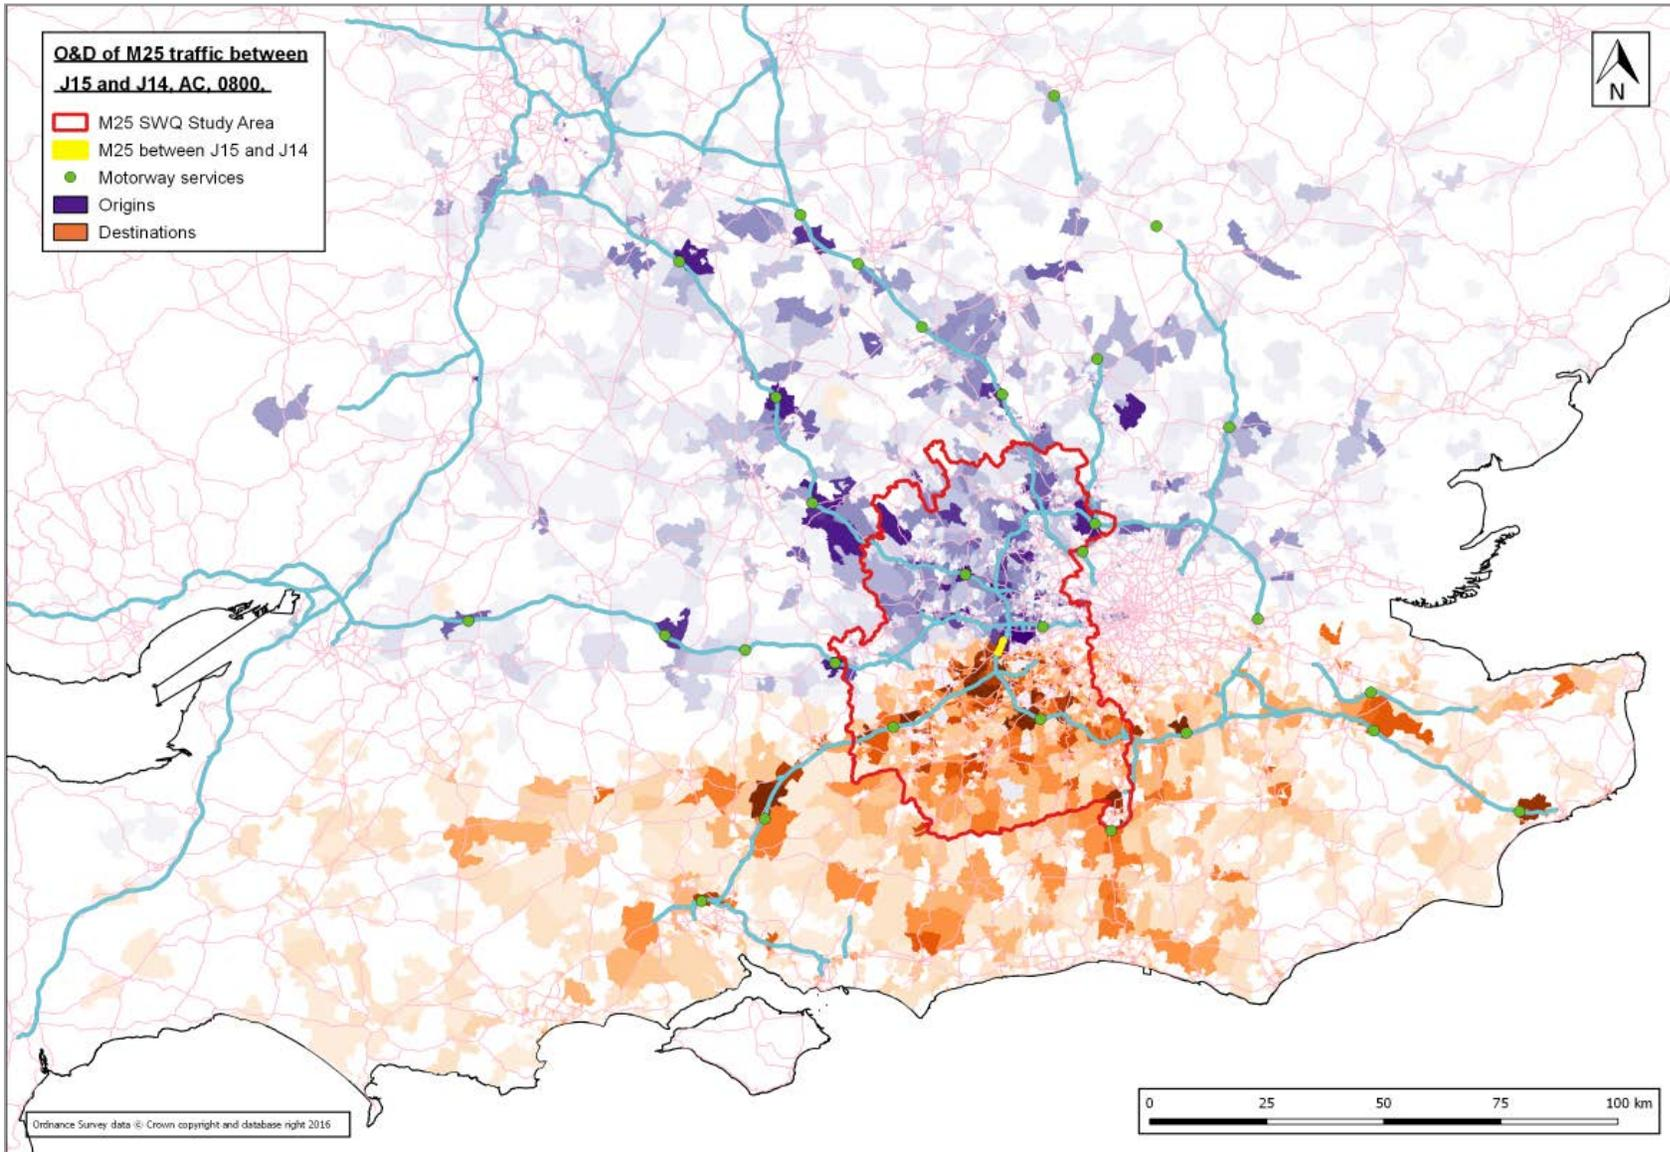 O&D of M25 traffic between
J15 and J14, AC, 0800,
M25 SWQ Study Area
M25 between J15 and J14
Motorway services
Origins
Destinations
N
0 25 50 75 100 km
Ordnance Survey data © Crown copyright and database right 2016